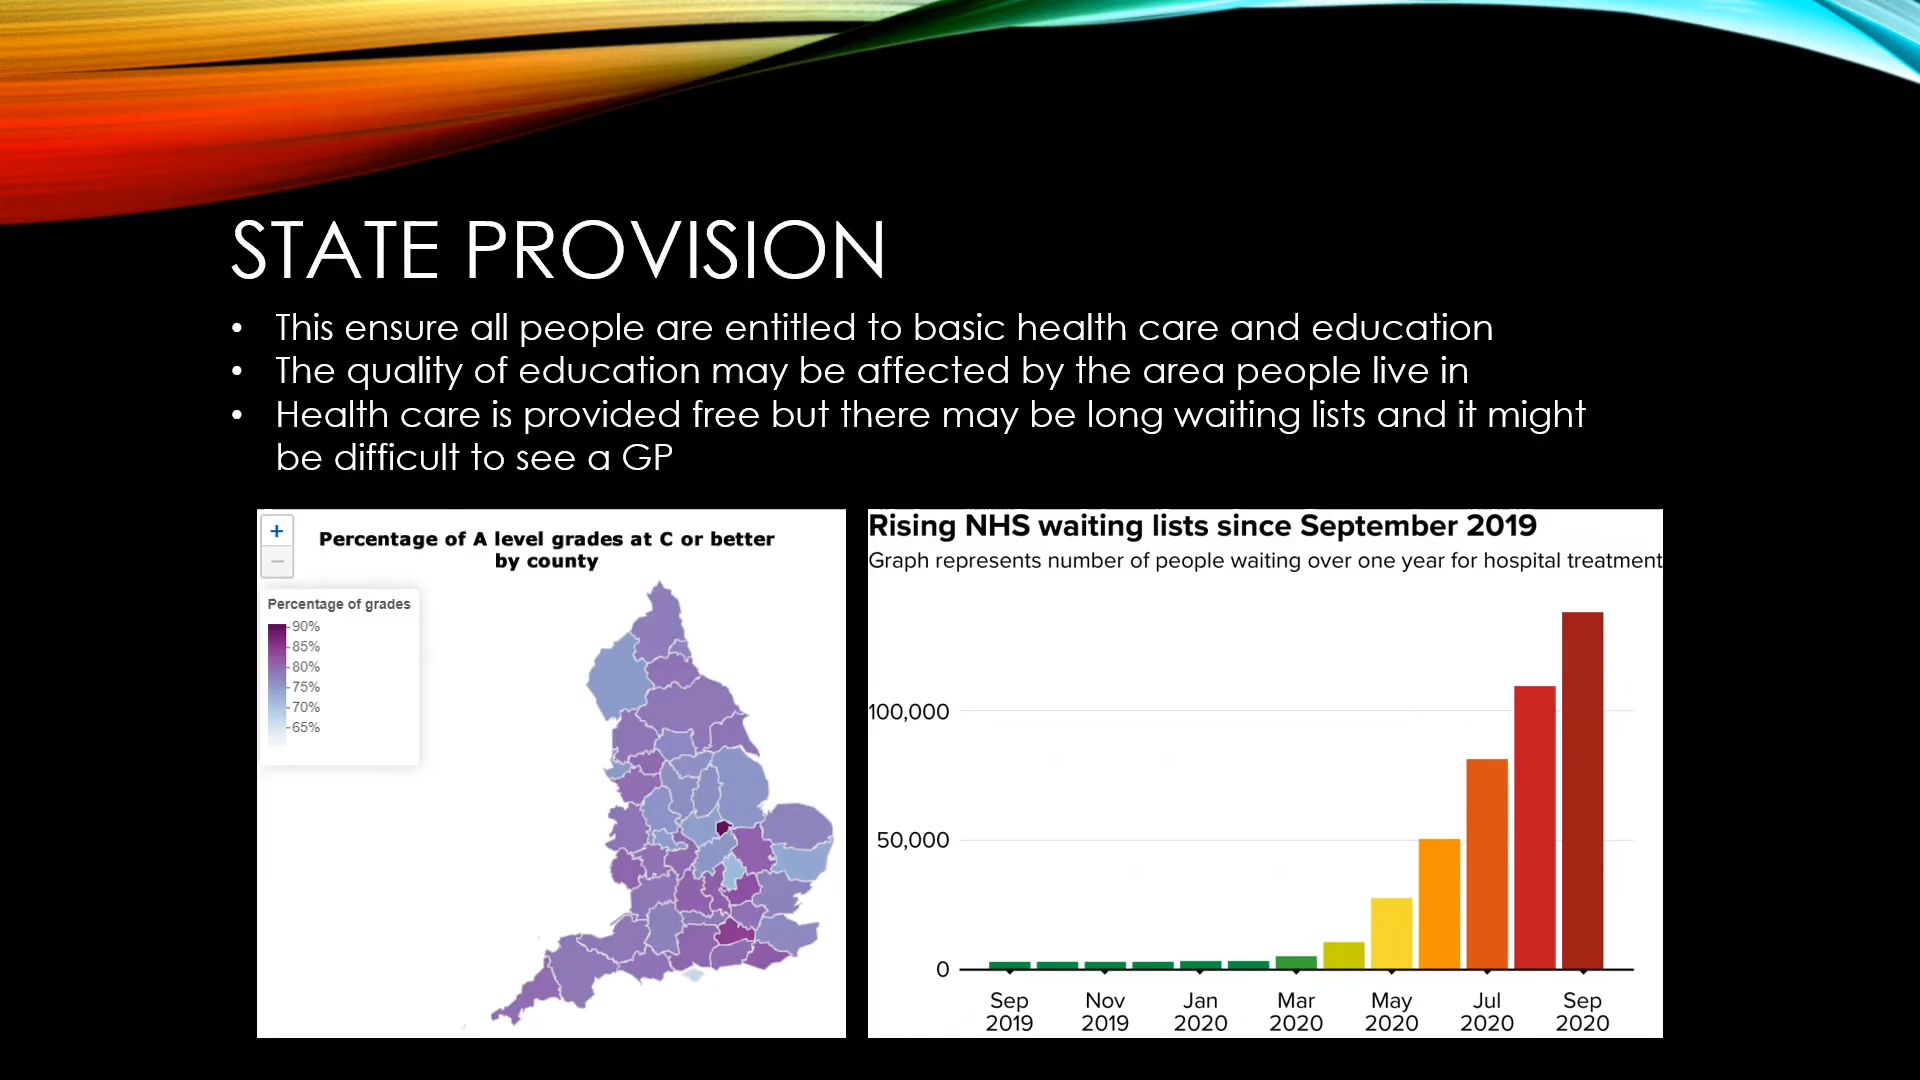 STATE PROVISION
• This ensure all people are entitled to basic health care and education
• The quality of education may be affected by the area people live in
• Health care is provided free but there may be long waiting lists and it might
be difficult to see a GP
+
−
Percentage of A level grades at C or better
by county
Percentage of grades
90%
85%
80%
75%
70%
65%
Rising NHS waiting lists since September 2019
Graph represents number of people waiting over one year for hospital treatment
100,000
50,000
0
Sep Nov Jan Mar May Jul Sep
2019 2019 2020 2020 2020 2020 2020